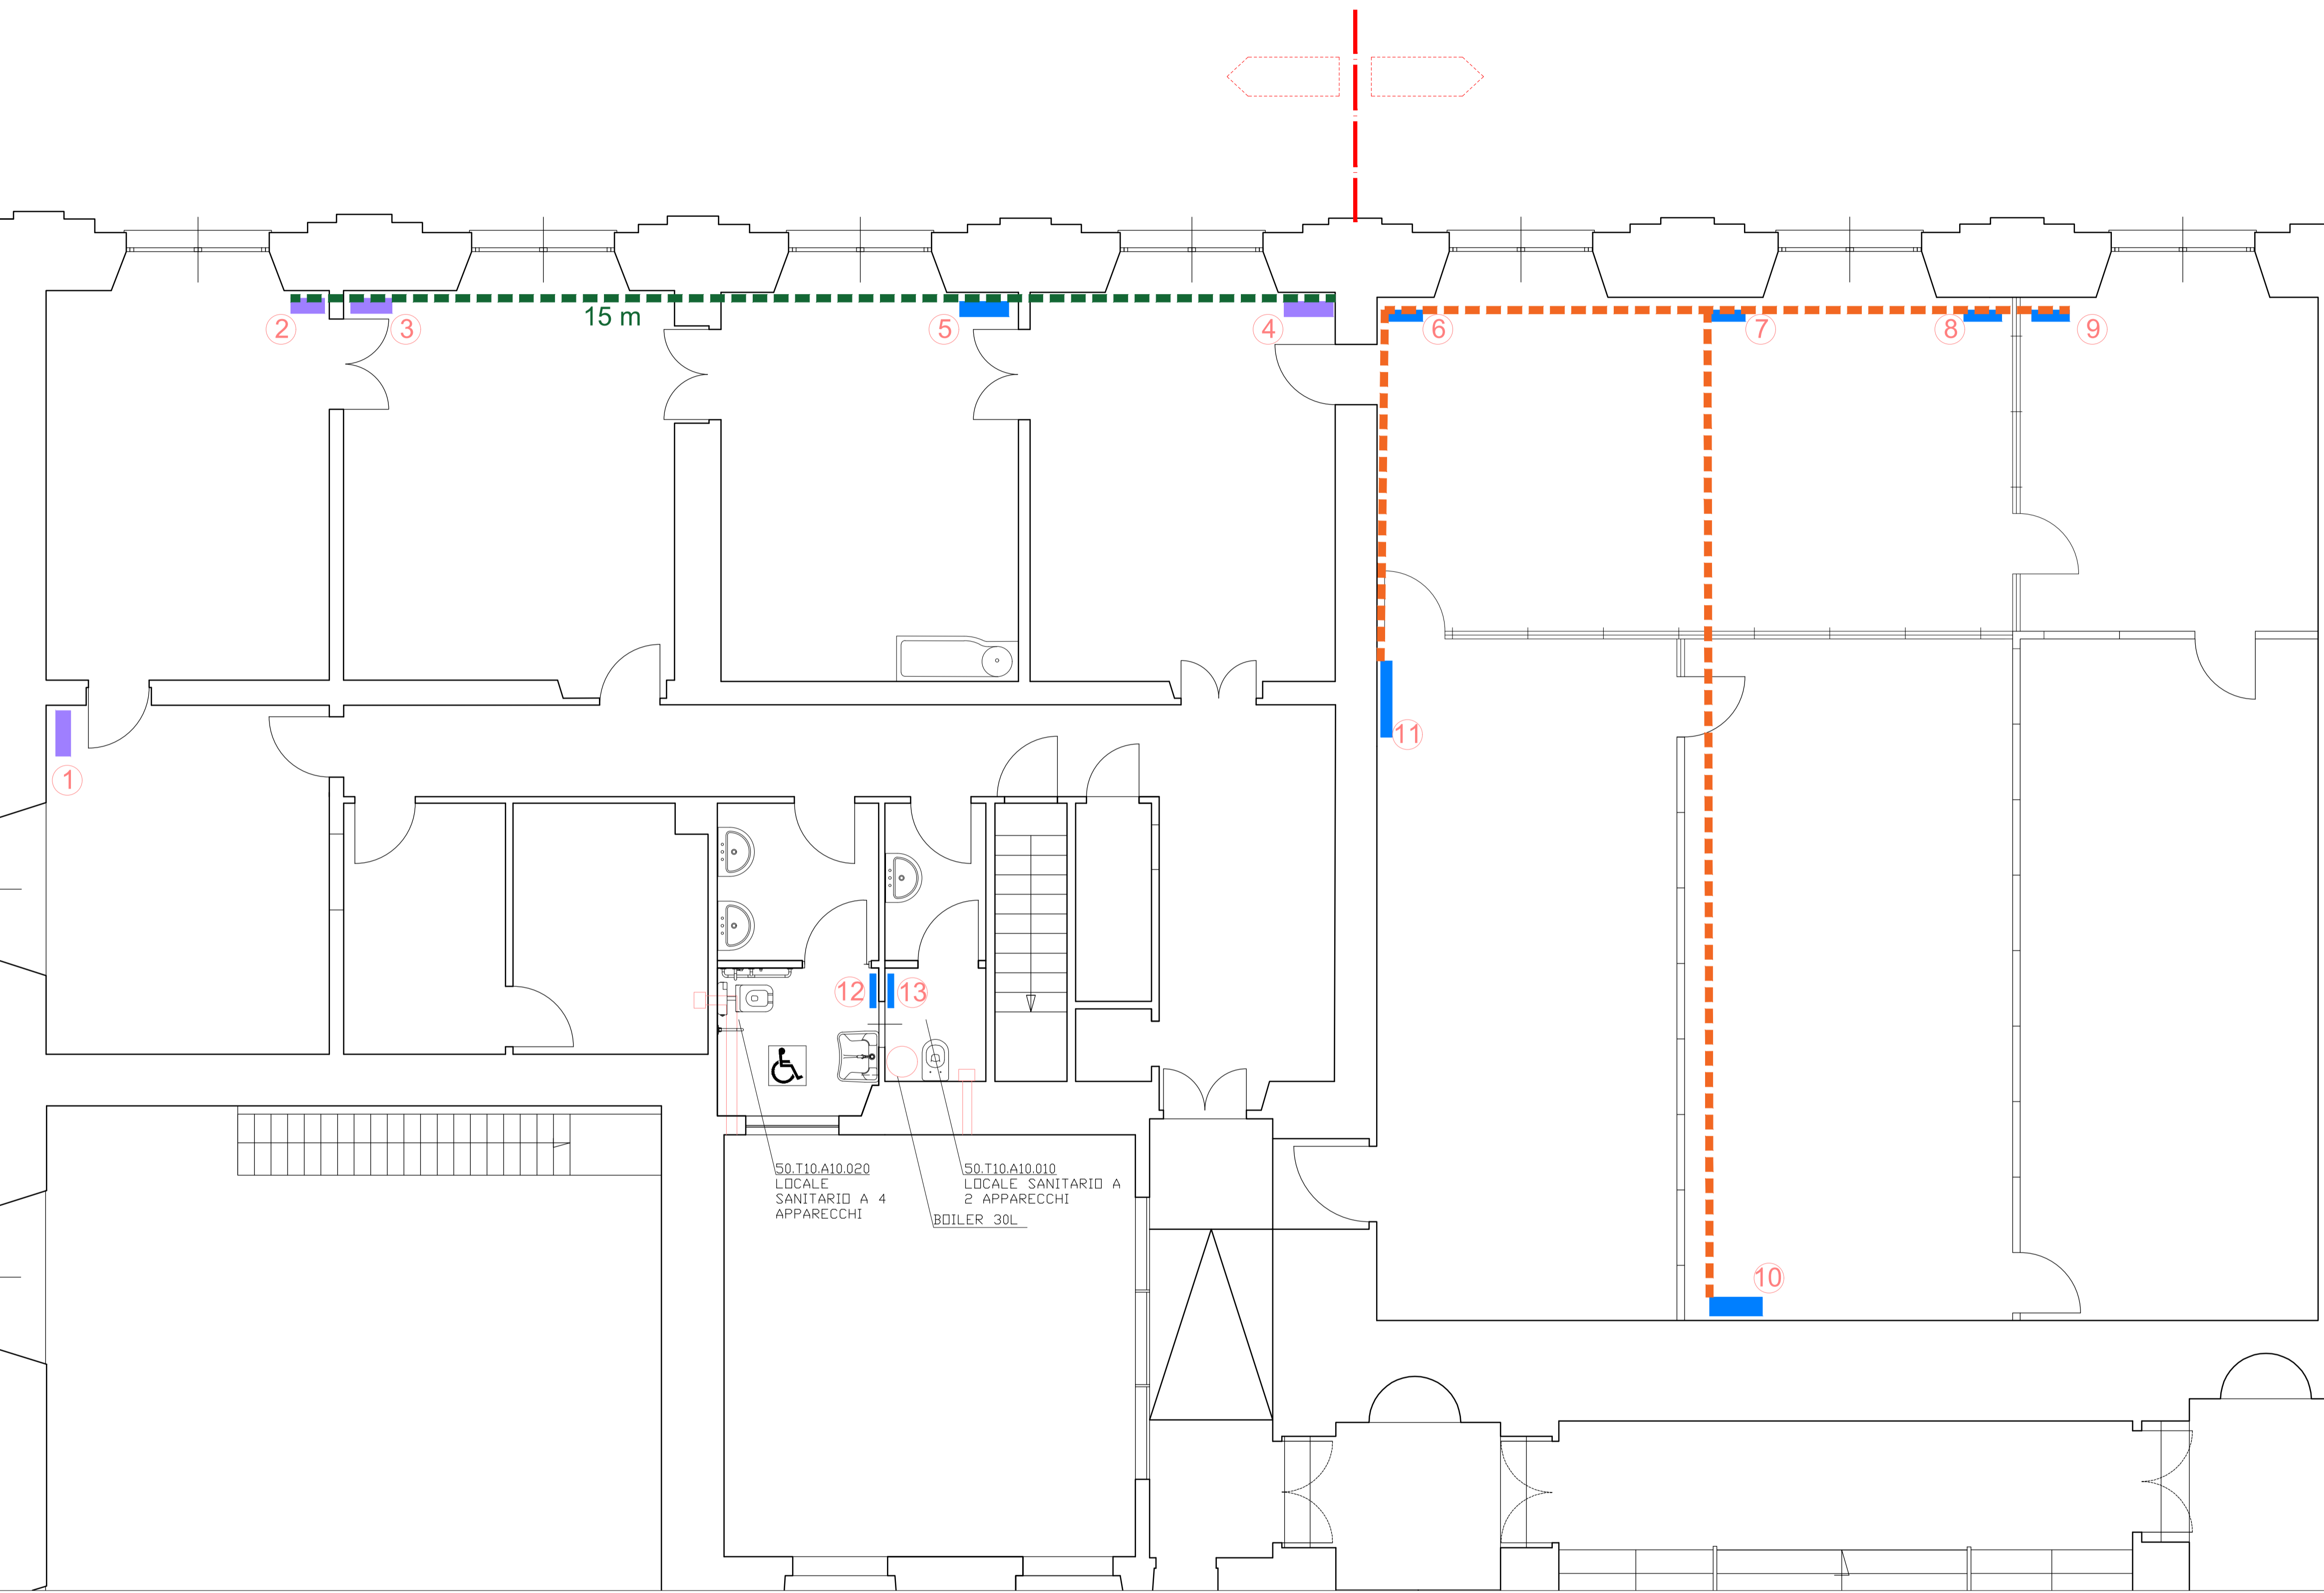 15 m
2
3
5
4
6
7
8
9
11
1
12
13
50.T10.A10.020
LOCALE
SANITARIO A 4
APPARECCHI
50.T10.A10.010
LOCALE SANITARIO A
2 APPARECCHI
BOILER 30L
10